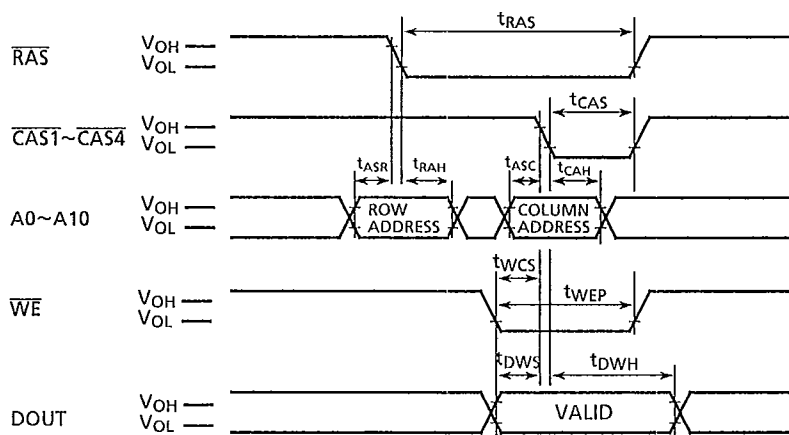 tRAS
RAS
VOH
VOL
tCAS
CAS1~CAS4
VOH
VOL
tASR
tRAH
tASC
tCAH
A0~A10
VOH
VOL
ROW
ADDRESS
COLUMN
ADDRESS
tWCS
tWEP
WE
VOH
VOL
tDWS
tDWH
DOUT
VOH
VOL
VALID